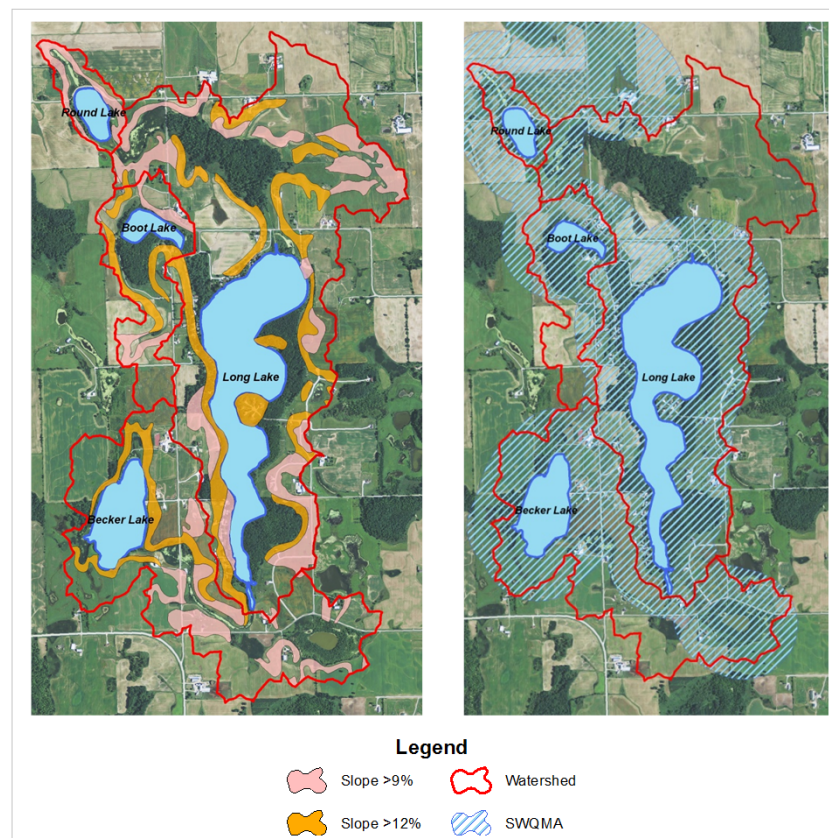 Round Lake
Boot Lake
Long Lake
Becker Lake
Round Lake
Boot Lake
Long Lake
Becker Lake
Legend
Slope >9%
Watershed
Slope >12%
SWQMA